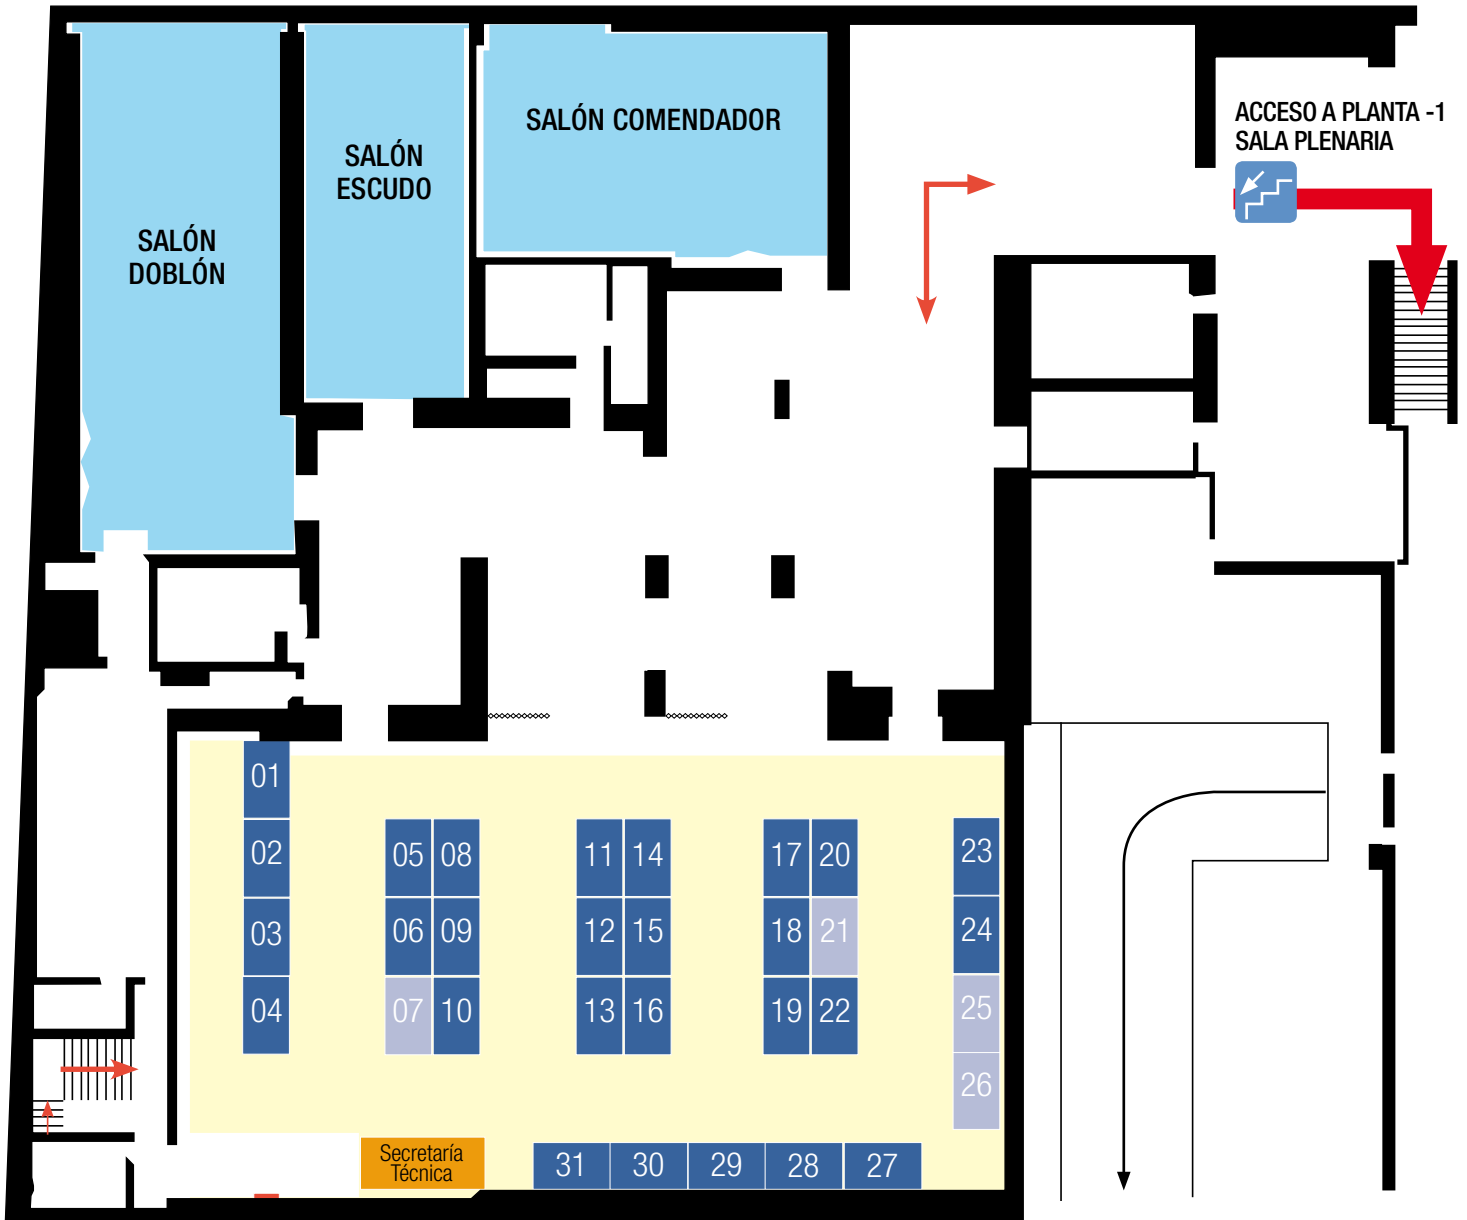 SALÓN COMENDADOR
ACCESO A PLANTA -1
SALA PLENARIA
SALÓN
ESCUDO
SALÓN
DOBLÓN
01
02
03
04
05 08
06 09
07 10
11 14
12 15
13 16
17 20
18 21
19 22
23
24
25
26
Secretaría
Técnica
31 30 29 28 27